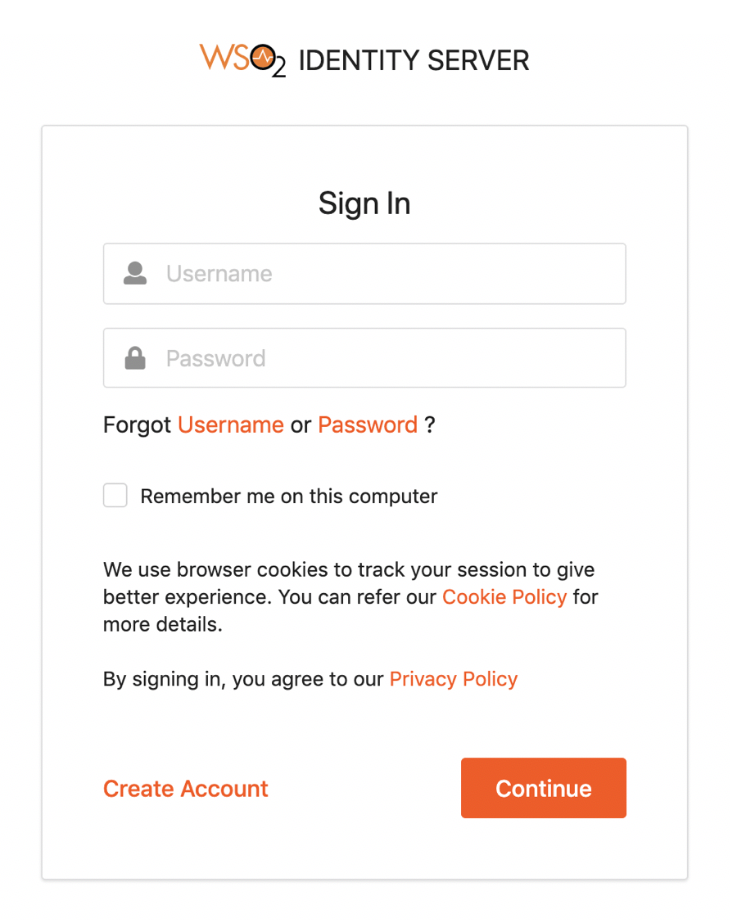 WSO2 IDENTITY SERVER
Sign In
Username
Password
Forgot Username or Password ?
Remember me on this computer
We use browser cookies to track your session to give
better experience. You can refer our Cookie Policy for
more details.
By signing in, you agree to our Privacy Policy
Create Account
Continue